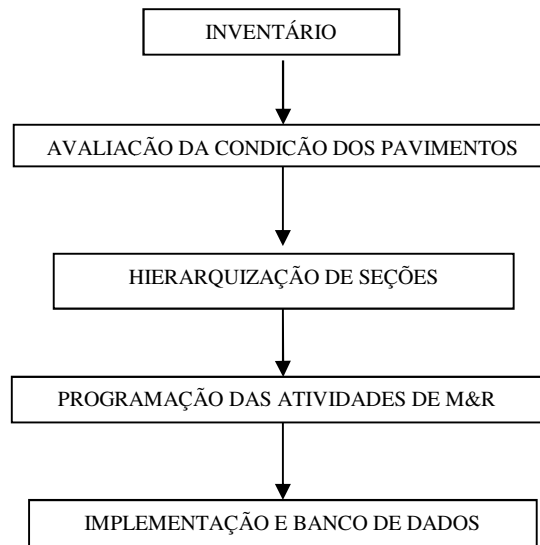 INVENTÁRIO
AVALIACÃO DA CONDICÃO DOS PAVIMENTOS
HIERARQUIZAÇÃO DE SEÇÕES
PROGRAMAÇÃO DAS ATIVIDADES DE M&R
IMPLEMENTAÇÃO E BANCO DE DADOS